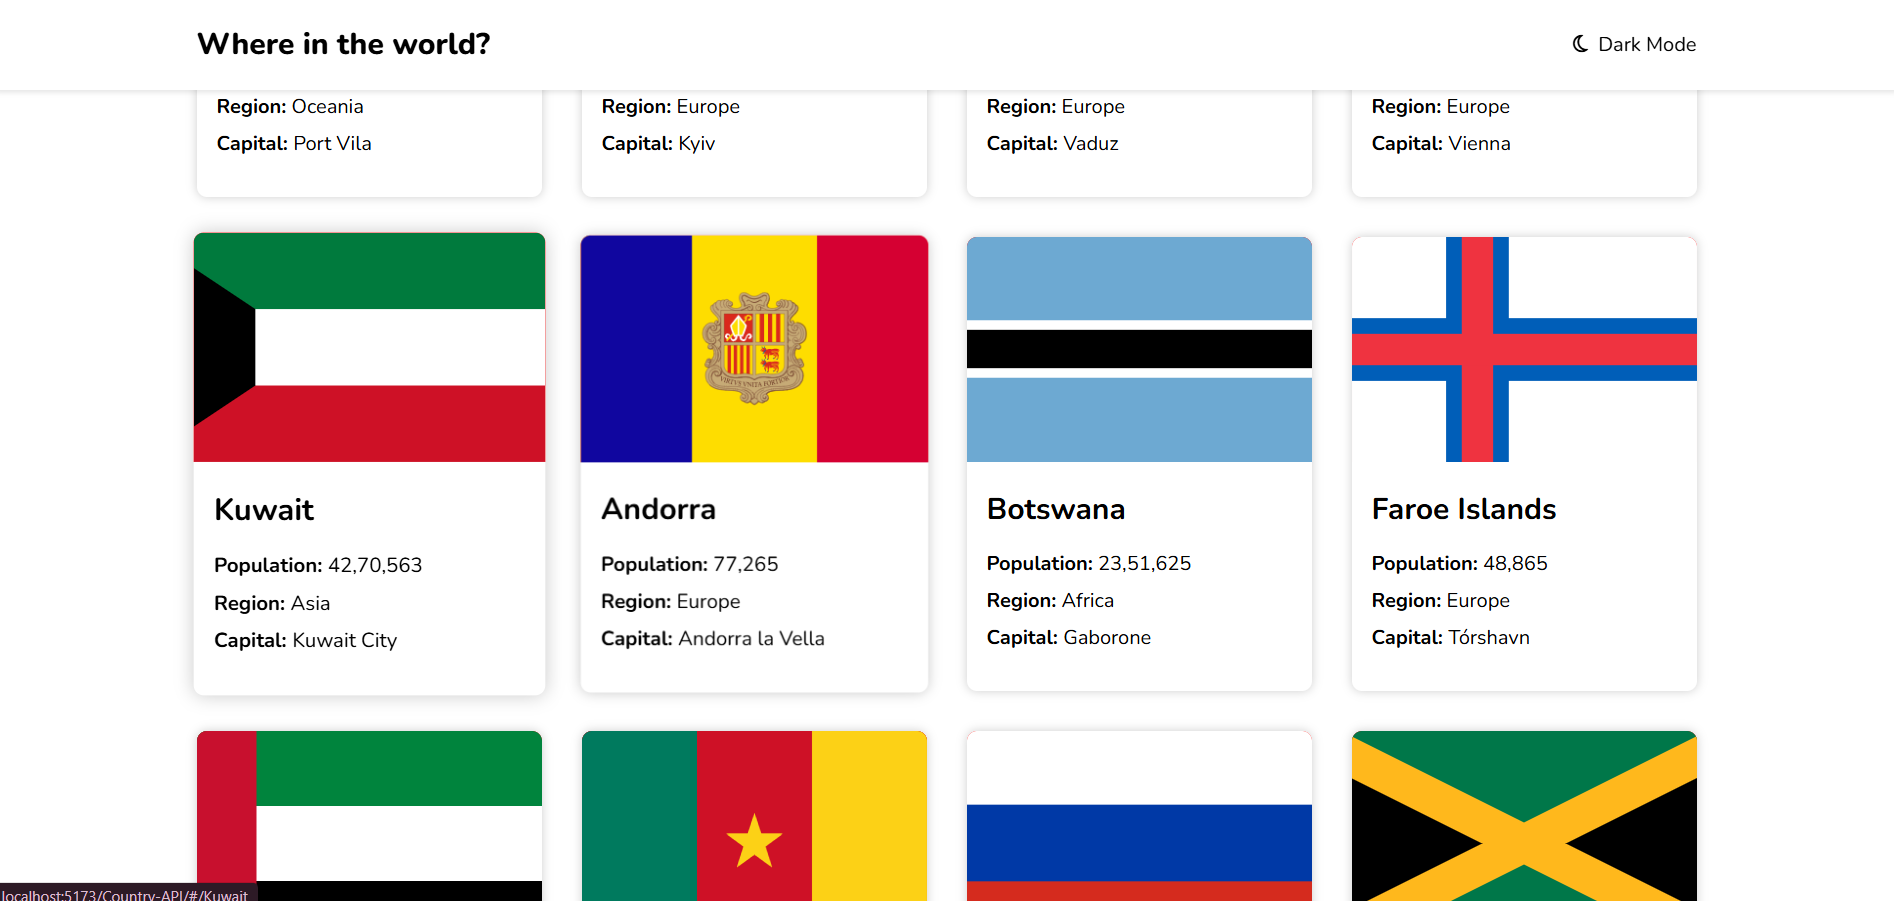 Where in the world?
Dark Mode
Region: Oceania
Capital: Port Vila
Region: Europe
Capital: Kyiv
Region: Europe
Capital: Vaduz
Region: Europe
Capital: Vienna
VIRTVS VNITA FORTIOR
Kuwait
Population: 42,70,563
Region: Asia
Capital: Kuwait City
Andorra
Population: 77,265
Region: Europe
Capital: Andorra la Vella
Botswana
Population: 23,51,625
Region: Africa
Capital: Gaborone
Faroe Islands
Population: 48,865
Region: Europe
Capital: Tórshavn
localhost:5173/Country-API/#/Kuwait